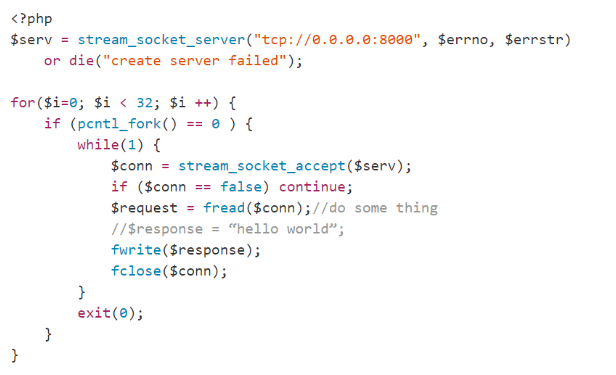 <?php
$serv = stream_socket_server("tcp://0.0.0.0:8000", $errno, $errstr)
    or die("create server failed");

for($i=0; $i < 32; $i ++) {
    if (pcntl_fork() == 0 ) {
        while(1) {
            $conn = stream_socket_accept($serv);
            if ($conn == false) continue;
            $request = fread($conn);//do some thing
            //$response = “hello world”;
            fwrite($response);
            fclose($conn);
        }
        exit(0);
    }
}